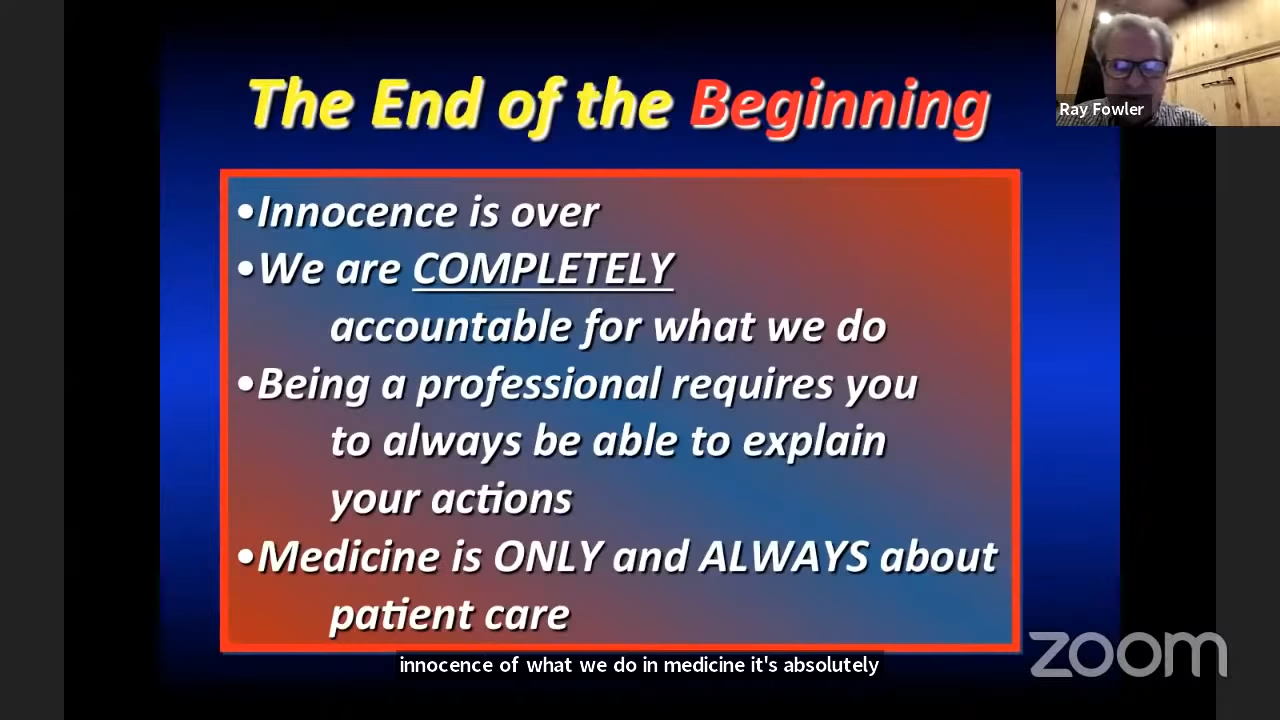 The End of the Beginning
Ray Fowler
•Innocence is over
•We are COMPLETELY
accountable for what we do
•Being a professional requires you
to always be able to explain
your actions
•Medicine is ONLY and ALWAYS about
patient care
innocence of what we do in medicine it's absolutely
zoom